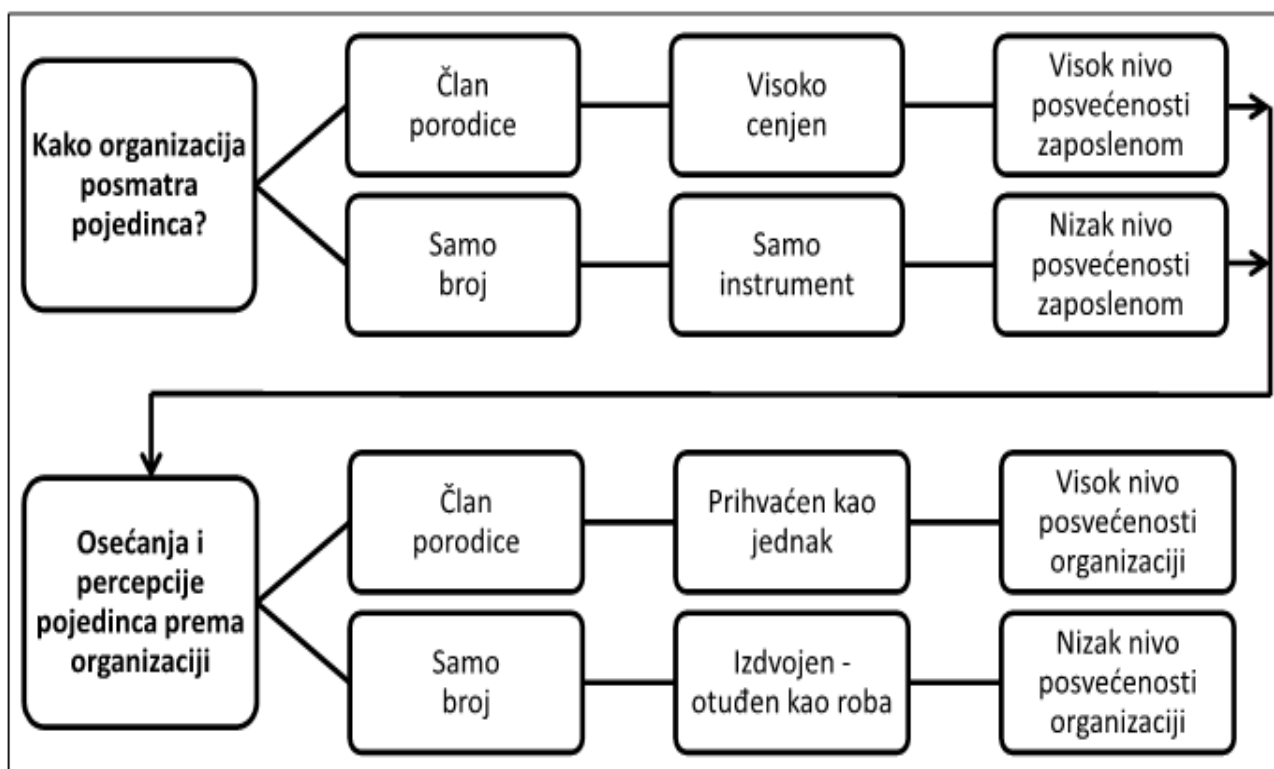 Kako organizacija
posmatra
pojedinca?
Član
porodice
Visoko
cenjen
Visok nivo
posvećenosti
zaposlenom
Samo
broj
Samo
instrument
Nizak nivo
posvećenosti
zaposlenom
Osećanja i
percepcije
pojedinca prema
organizaciji
Član
porodice
Prihvaćen kao
jednak
Visok nivo
posvećenosti
organizaciji
Samo
broj
Izdvojen -
otuđen kao roba
Nizak nivo
posvećenosti
organizaciji